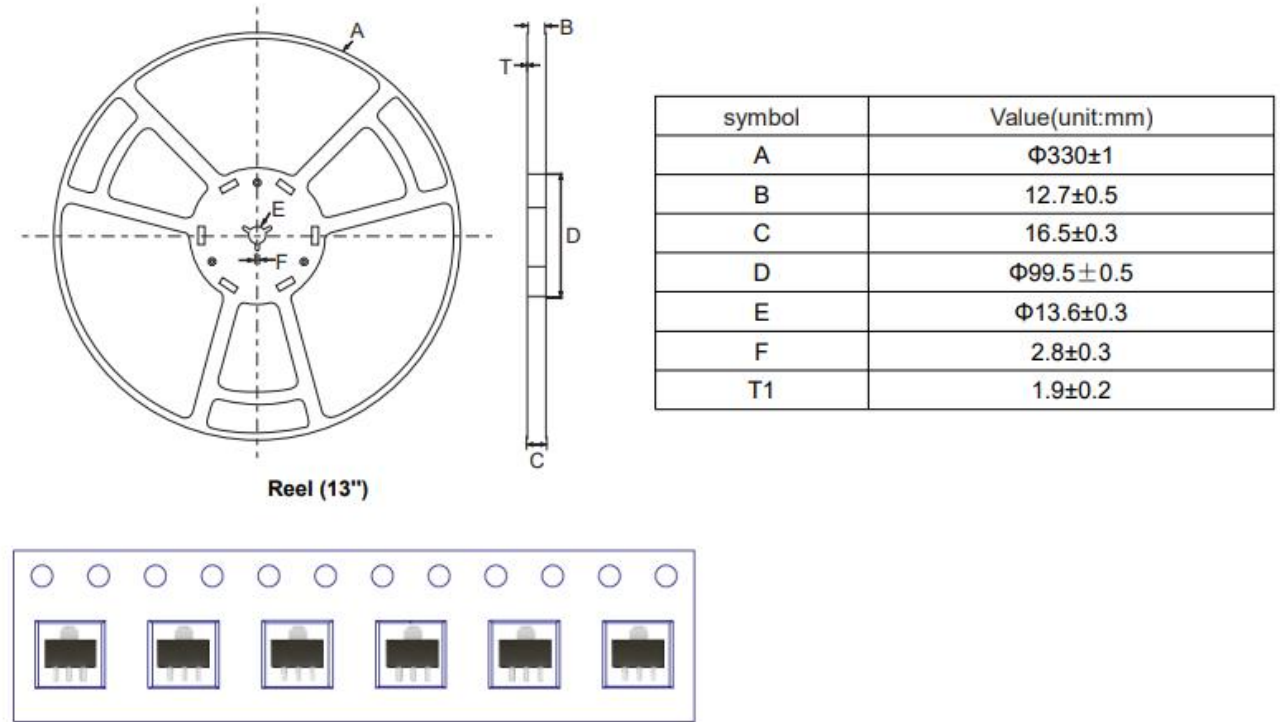 A
B
T
E
D
F
C
Reel (13")
symbol Value(unit:mm)
A Φ330±1
B 12.7±0.5
C 16.5±0.3
D Φ99.5±0.5
E Φ13.6±0.3
F 2.8±0.3
T1 1.9±0.2